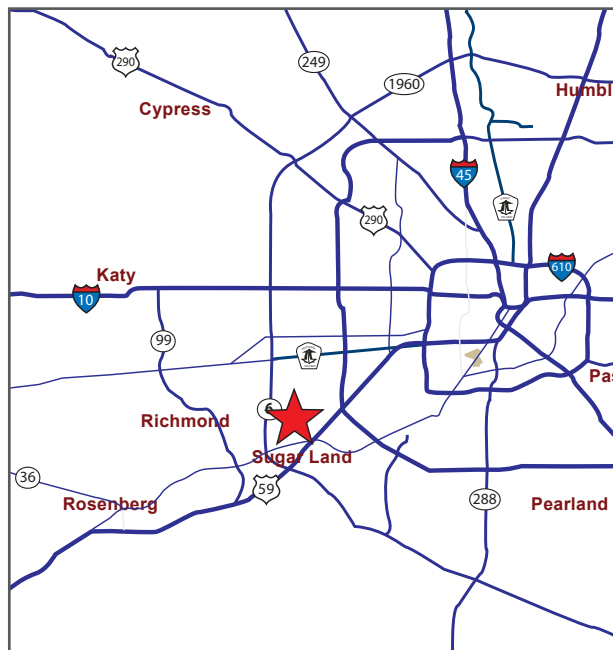 290
249
1960
Humbl
Cypress
45
290
610
Katy
10
99
Pas
6
Richmond
Sugar Land
36
59
Rosenberg
288
Pearland